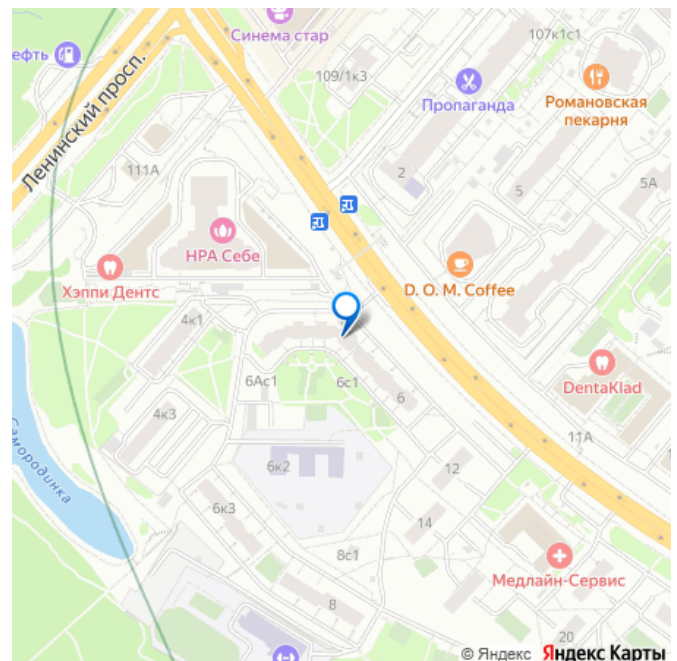 107к1с1
Синема стар
ефть
109/1к3
Пропаганда
Романовская
пекарня
Ленинский просп.
111А
2
5
5А
НРА Себе
D. O. M. Coffee
Хэппи Дентс
4к1
DentaKlad
6Ас1
6с1
6
4к3
Самородинка
11А
1
6к2
12
6к3
14
8с1
Медлайн-Сервис
8
20
© Яндекс Яндекс Карты